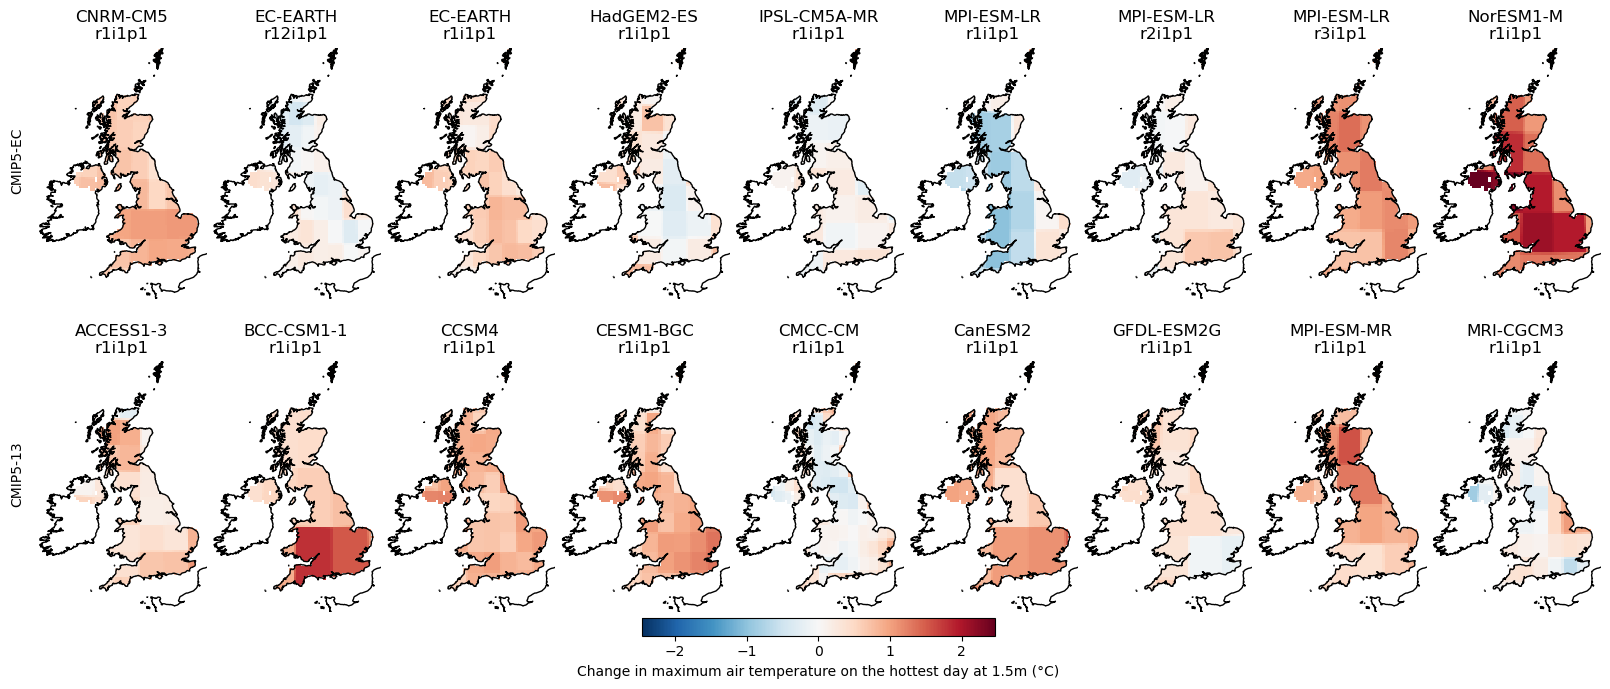 CNRM-CM5 EC-EARTH EC-EARTH HadGEM2-ES IPSL-CM5A-MR MPI-ESM-LR MPI-ESM-LR MPI-ESM-LR NorESM1-M
r1i1p1 r12i1p1 r1i1p1 r1i1p1 r1i1p1 r1i1p1 r2i1p1 r3i1p1 r1i1p1
CMIP5-EC
ACCESS1-3 BCC-CSM1-1 CCSM4 CESM1-BGC CMCC-CM CanESM2 GFDL-ESM2G MPI-ESM-MR MRI-CGCM3
r1i1p1 r1i1p1 r1i1p1 r1i1p1 r1i1p1 r1i1p1 r1i1p1 r1i1p1 r1i1p1
CMIP5-13
−2 −1 0 1 2
Change in maximum air temperature on the hottest day at 1.5m (°C)